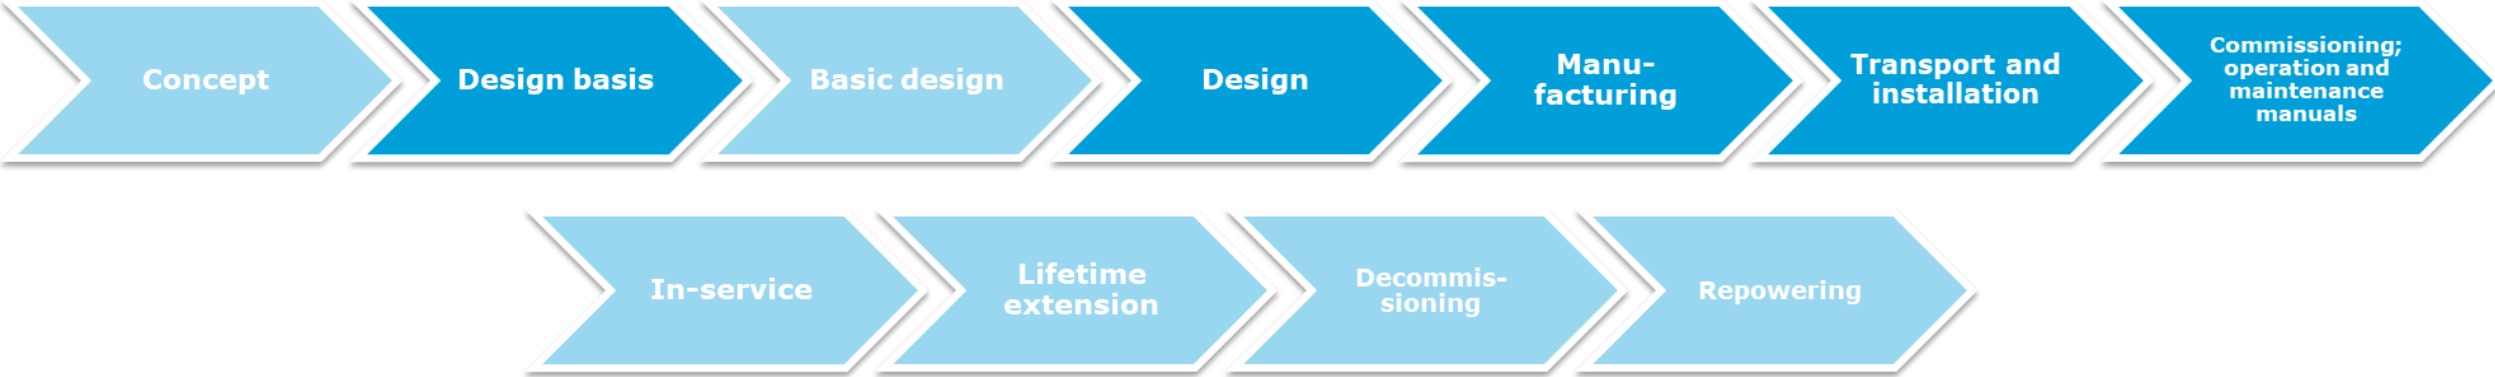 Concept
Design basis
Basic design
Design
Manu-
facturing
Transport and
installation
Commissioning;
operation and
maintenance
manuals
In-service
Lifetime
extension
Decommis-
sioning
Repowering